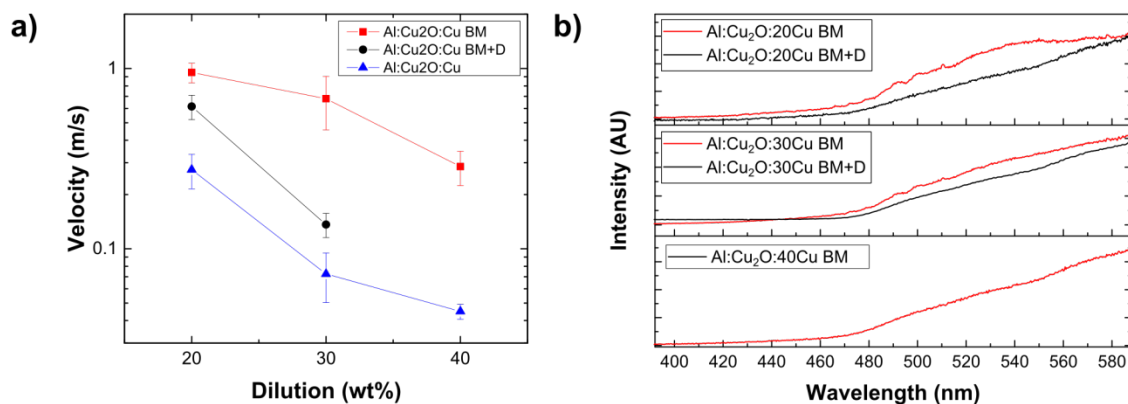 a)
Al:Cu2O:Cu BM
Al:Cu2O:Cu BM+D
Al:Cu2O:Cu
1
0.1
Velocity (m/s)
20
30
40
Dilution (wt%)
b)
Al:Cu₂O:20Cu BM
Al:Cu₂O:20Cu BM+D
Al:Cu₂O:30Cu BM
Al:Cu₂O:30Cu BM+D
Al:Cu₂O:40Cu BM
Intensity (AU)
400 420 440 460 480 500 520 540 560 580
Wavelength (nm)